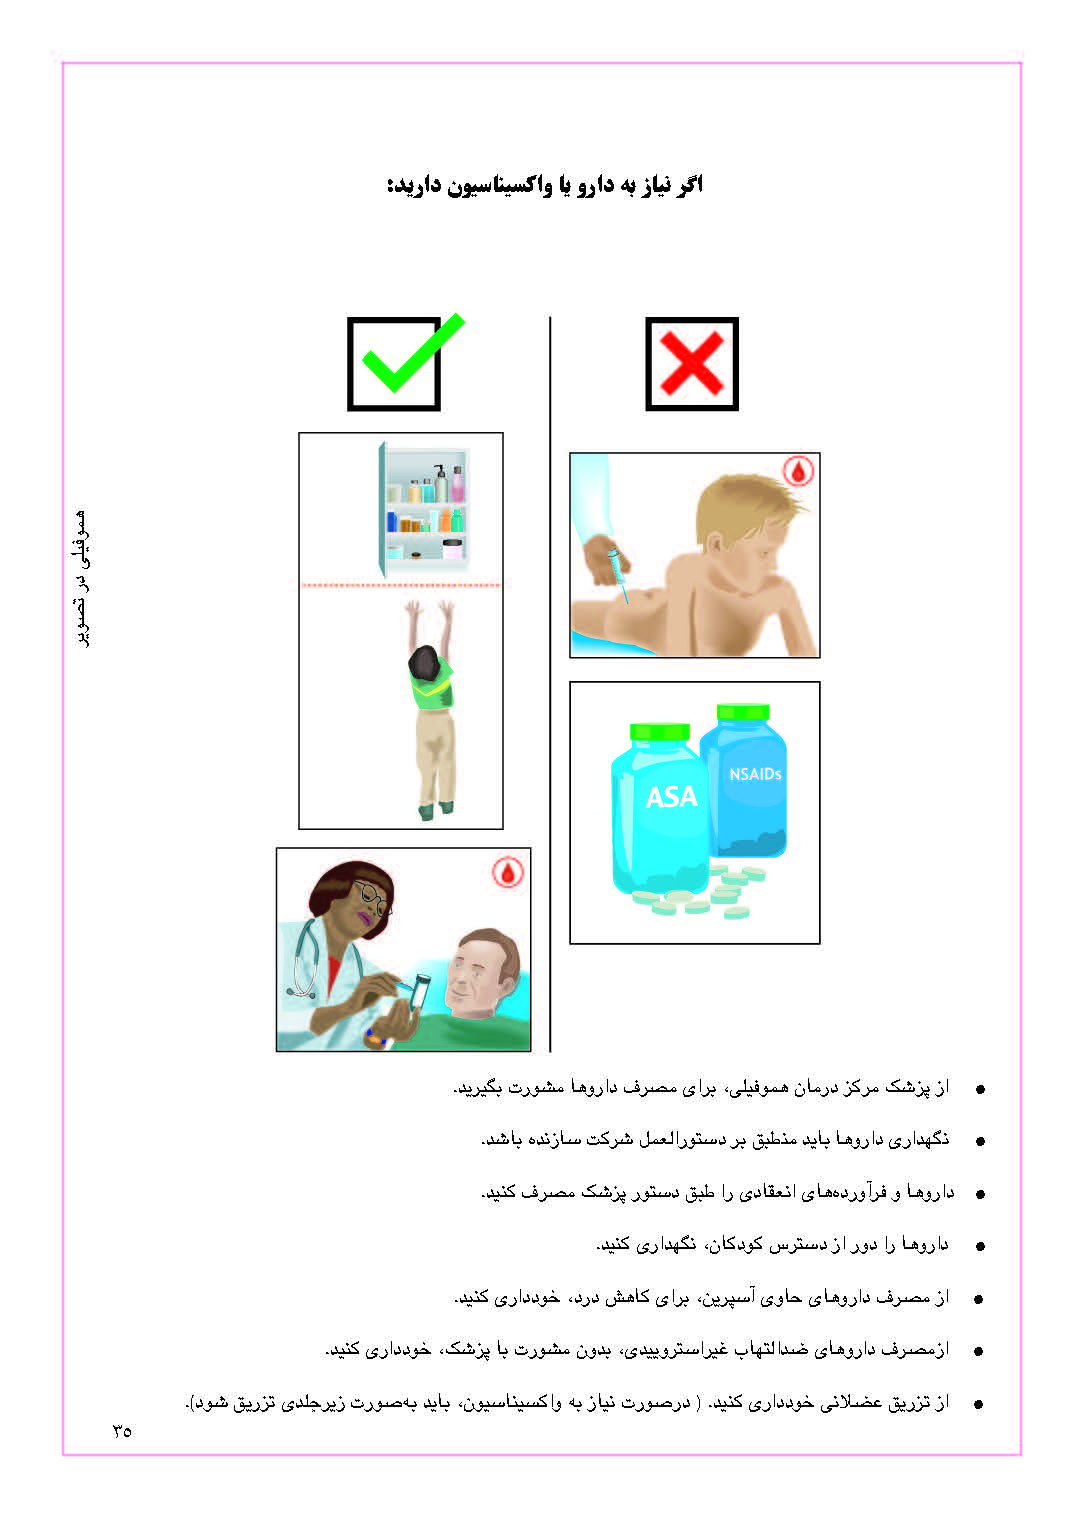 اگر نیاز به دارو یا واکسیناسیون دارید:
هموفیلی در تصویر
ASA
NSAIDs
● از پزشک مرکز درمان هموفیلی، برای مصرف داروها مشورت بگیرید.
● نگهداری داروها باید منطبق بر دستورالعمل شرکت سازنده باشد.
● داروها و فرآورده‌های انعقادی را طبق دستور پزشک مصرف کنید.
● داروها را دور از دسترس کودکان، نگهداری کنید.
● از مصرف داروهای حاوی آسپرین، برای کاهش درد، خودداری کنید.
● ازمصرف داروهای ضدالتهاب غیراستروییدی، بدون مشورت با پزشک، خودداری کنید.
● از تزریق عضلانی خودداری کنید. ( درصورت نیاز به واکسیناسیون، باید به‌صورت زیرجلدی تزریق شود).
۳۵